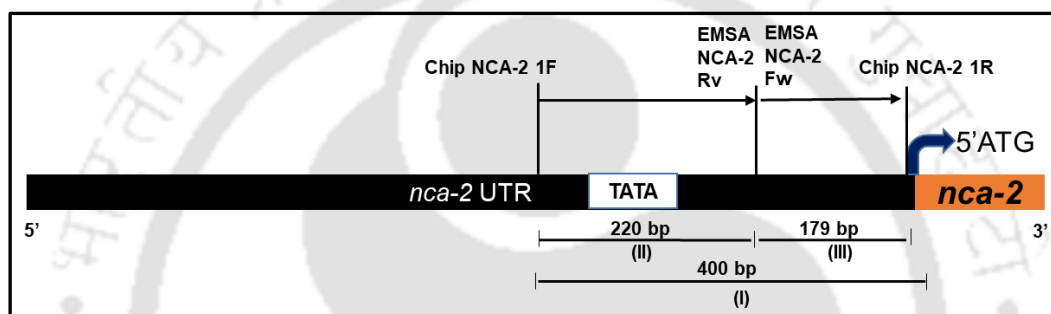 EMSA
NCA-2
Rv
EMSA
NCA-2
Fw
Chip NCA-2 1F
Chip NCA-2 1R
5'ATG
nca-2 UTR
TATA
nca-2
5'
3'
220 bp
(II)
179 bp
(III)
400 bp
(I)